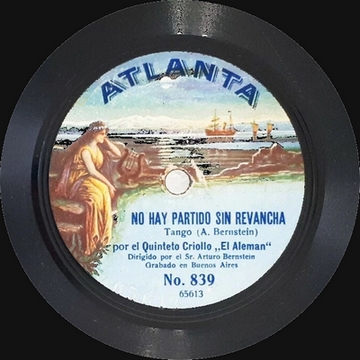 ATLANTA
NO HAY PARTIDO SIN REVANCHA
Tango (A. Bernstein)
por el Quinteto Criollo „El Aleman“
Dirigido por el Sr. Arturo Bernstein
Grabado en Buenos Aires
No. 839
65613